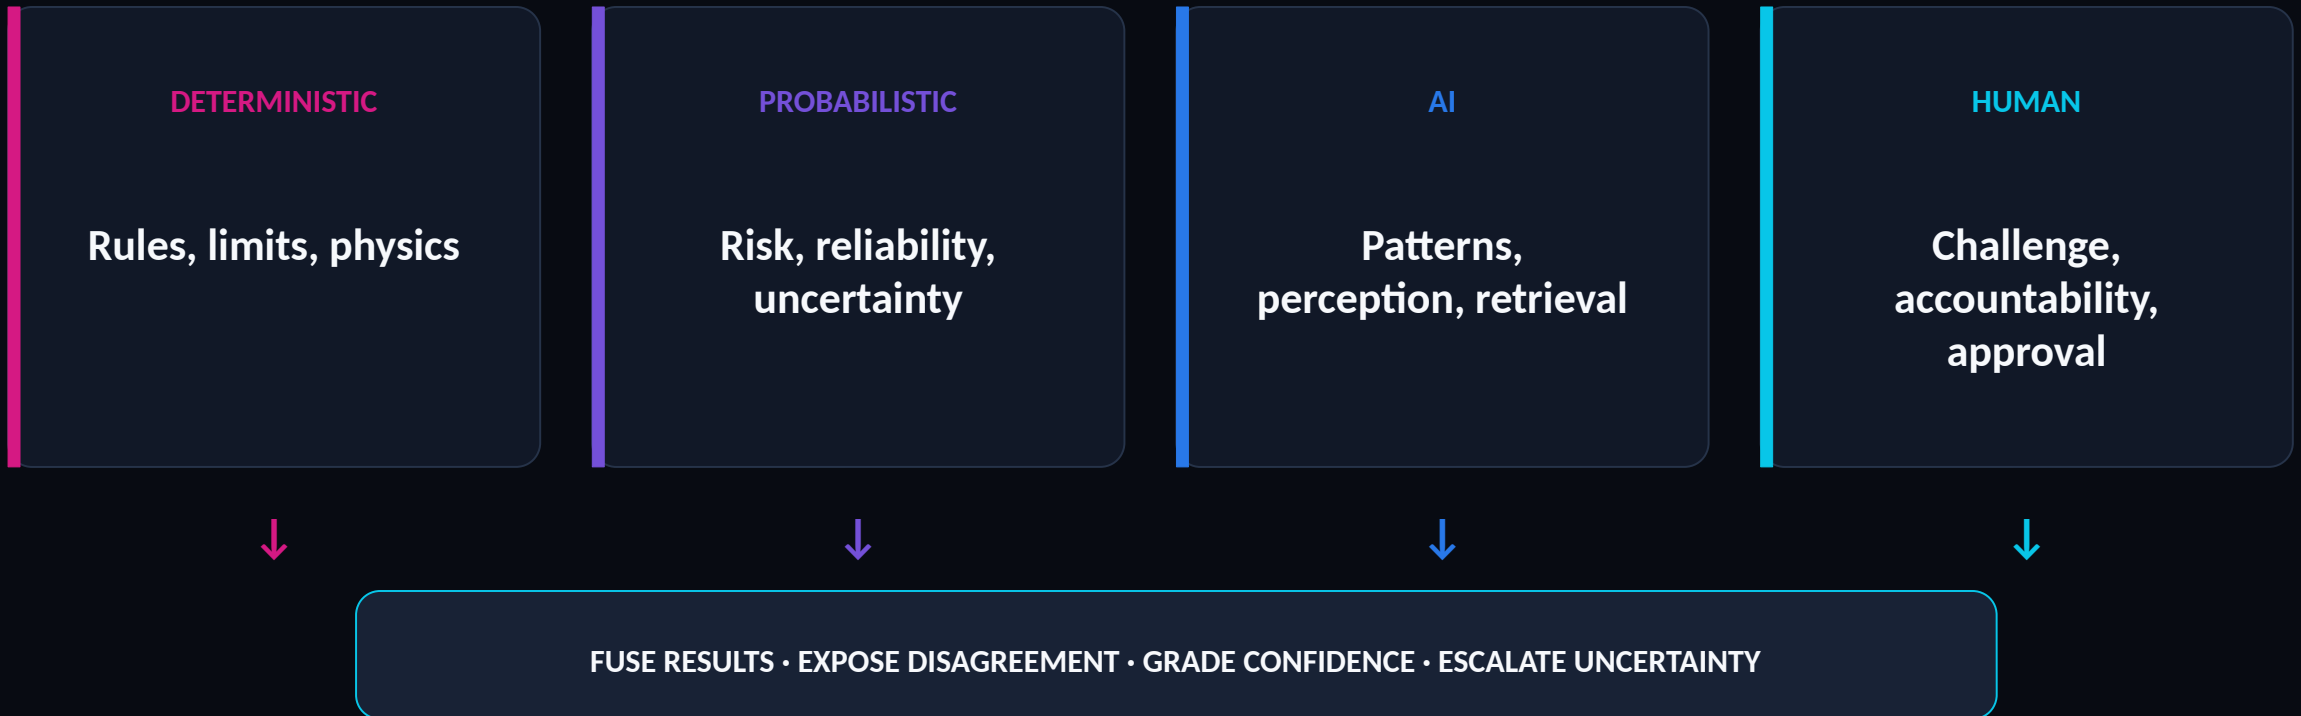 DETERMINISTIC
Rules, limits, physics
PROBABILISTIC
Risk, reliability,
uncertainty
AI
Patterns,
perception, retrieval
HUMAN
Challenge,
accountability,
approval
FUSE RESULTS · EXPOSE DISAGREEMENT · GRADE CONFIDENCE · ESCALATE UNCERTAINTY